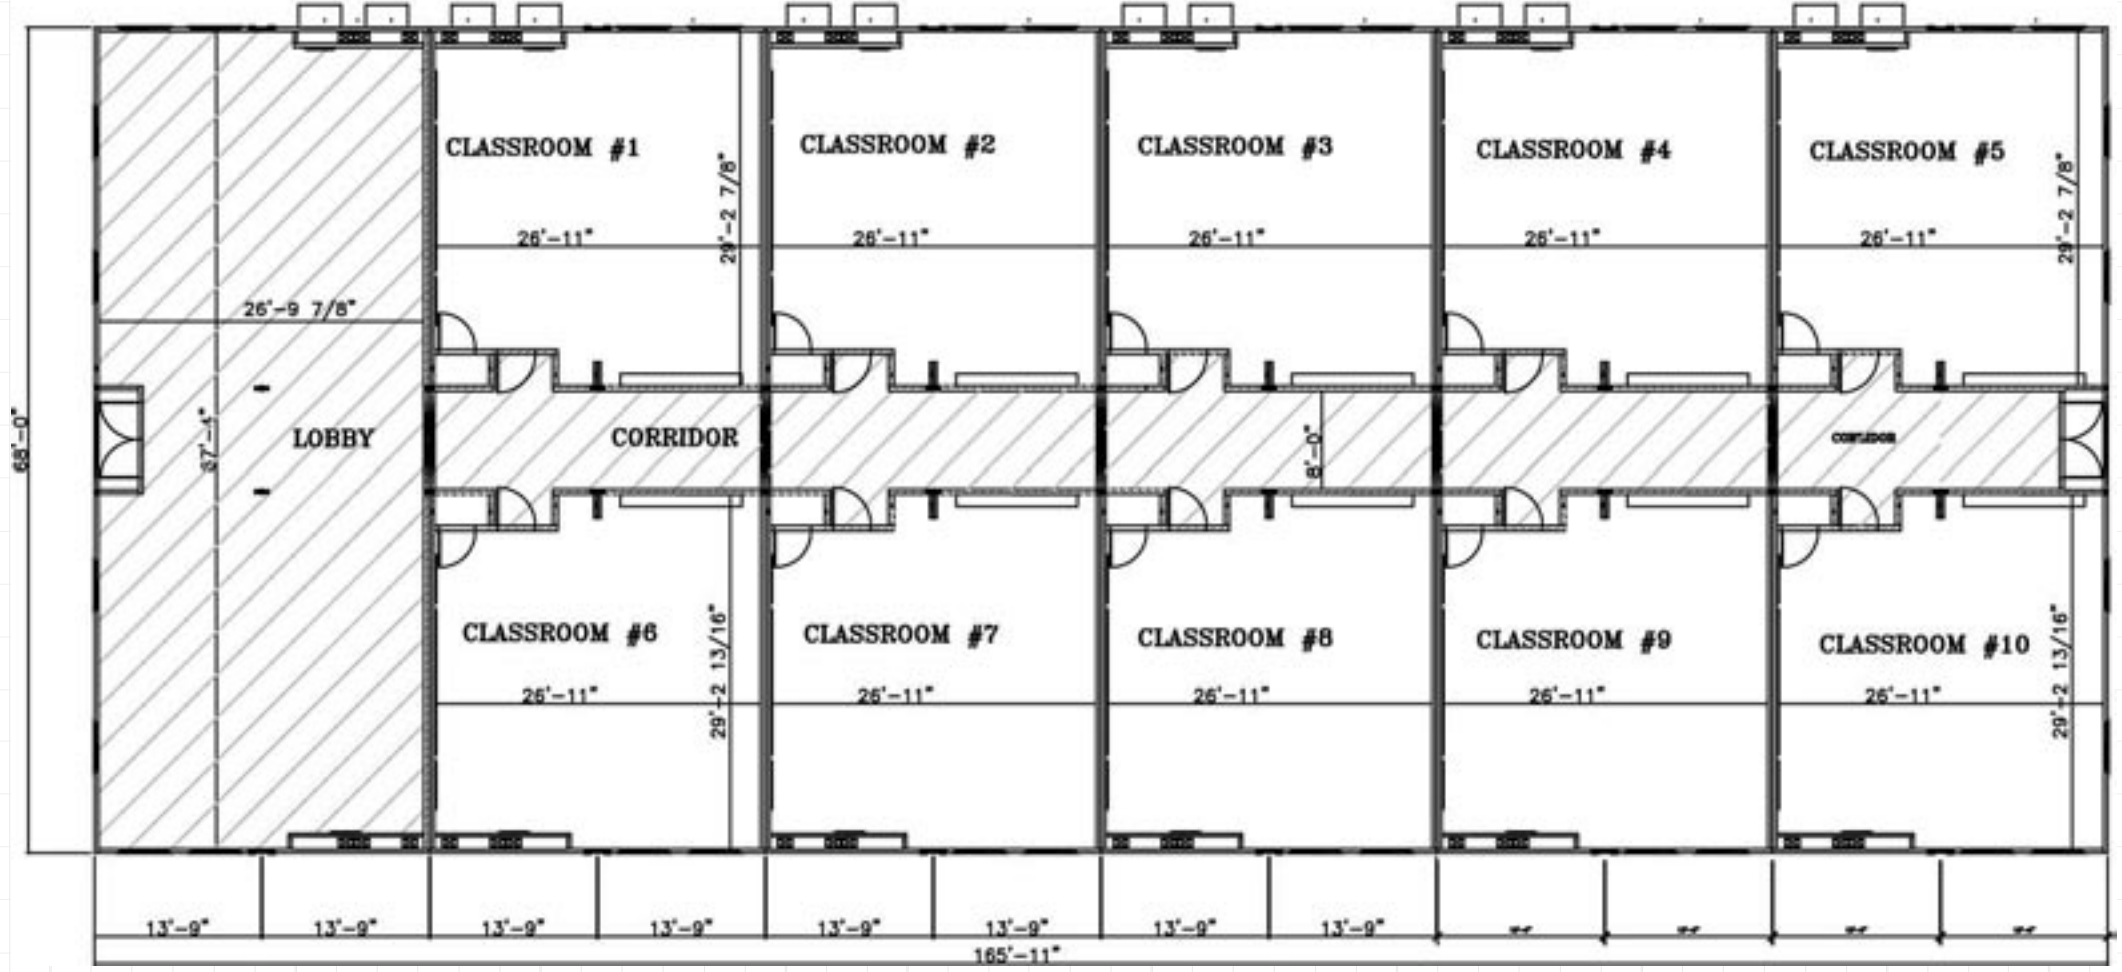 CLASSROOM #1
CLASSROOM #2
CLASSROOM #3
CLASSROOM #4
CLASSROOM #5
29'-2 7/8"
29'-2 7/8"
26'-11"
26'-11"
26'-11"
26'-11"
26'-11"
26'-9 7/8"
68'-0"
67'-4"
LOBBY
CORRIDOR
8'-0"
CORRIDOR
CLASSROOM #6
CLASSROOM #7
CLASSROOM #8
CLASSROOM #9
CLASSROOM #10
29'-2 13/16"
29'-2 13/16"
26'-11"
26'-11"
26'-11"
26'-11"
26'-11"
13'-9"
13'-9"
13'-9"
13'-9"
13'-9"
13'-9"
13'-9"
13'-9"
165'-11"